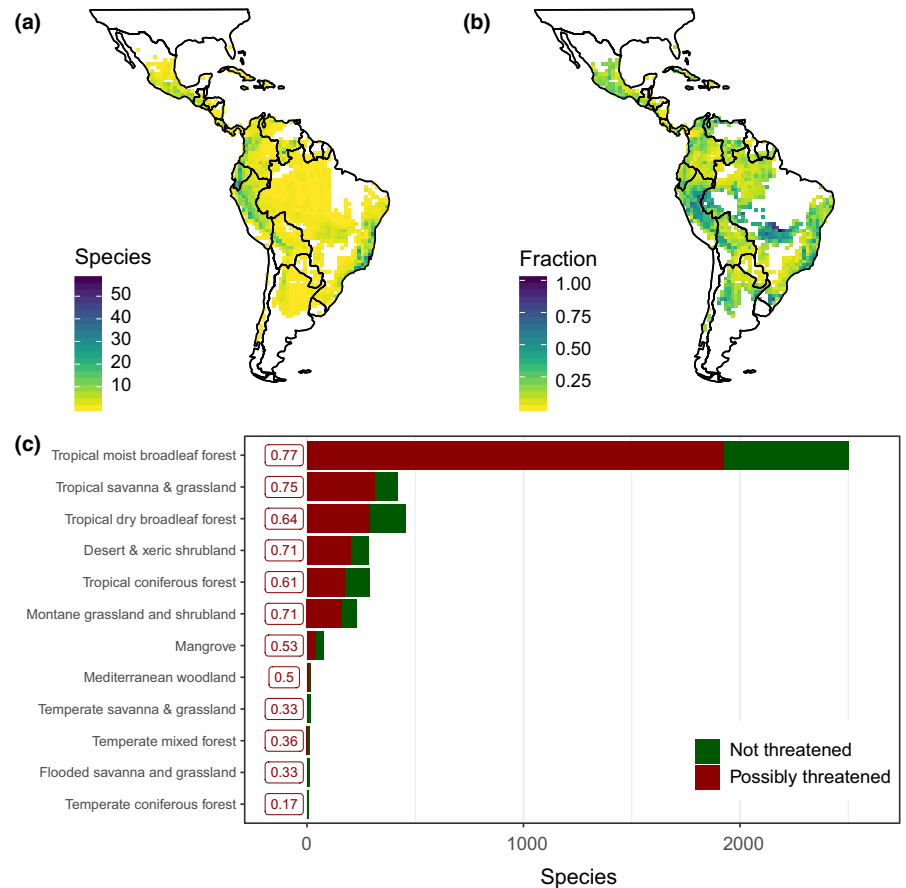 (a)
Species
50
40
30
20
10
(b)
Fraction
1.00
0.75
0.50
0.25
(c)
Tropical moist broadleaf forest 0.77
Tropical savanna & grassland 0.75
Tropical dry broadleaf forest 0.64
Desert & xeric shrubland 0.71
Tropical coniferous forest 0.61
Montane grassland and shrubland 0.71
Mangrove 0.53
Mediterranean woodland 0.5
Temperate savanna & grassland 0.33
Temperate mixed forest 0.36
Flooded savanna and grassland 0.33
Temperate coniferous forest 0.17
Not threatened
Possibly threatened
0 1000 2000
Species